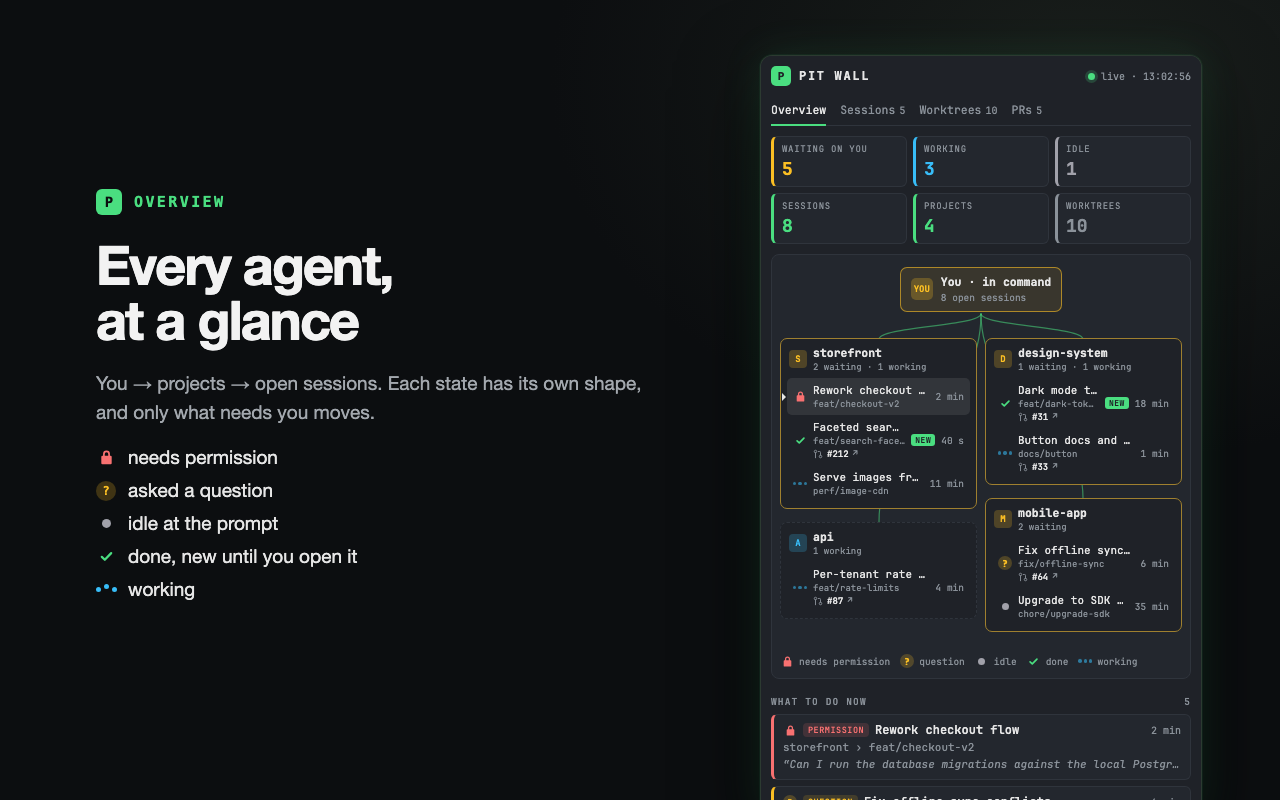 P OVERVIEW
Every agent,
at a glance
You → projects → open sessions. Each state has its own shape,
and only what needs you moves.
needs permission
? asked a question
idle at the prompt
done, new until you open it
working
P PIT WALL
live · 13:02:56
Overview Sessions 5 Worktrees 10 PRs 5
WAITING ON YOU
5
WORKING
3
IDLE
1
SESSIONS
8
PROJECTS
4
WORKTREES
10
YOU You · in command
8 open sessions
S storefront
2 waiting · 1 working
Rework checkout …
feat/checkout-v2
2 min
Faceted sear…
feat/search-face… NEW 40 s
#212 ↗
Serve images fr…
perf/image-cdn
11 min
D design-system
1 waiting · 1 working
Dark mode t…
feat/dark-tok… NEW 18 min
#31 ↗
Button docs and …
docs/button
1 min
#33 ↗
A api
1 working
Per-tenant rate …
feat/rate-limits
4 min
#87 ↗
M mobile-app
2 waiting
Fix offline sync…
? fix/offline-sync
6 min
#64 ↗
Upgrade to SDK …
chore/upgrade-sdk
35 min
needs permission ? question idle done working
WHAT TO DO NOW 5
PERMISSION Rework checkout flow 2 min
storefront › feat/checkout-v2
"Can I run the database migrations against the local Postgr…